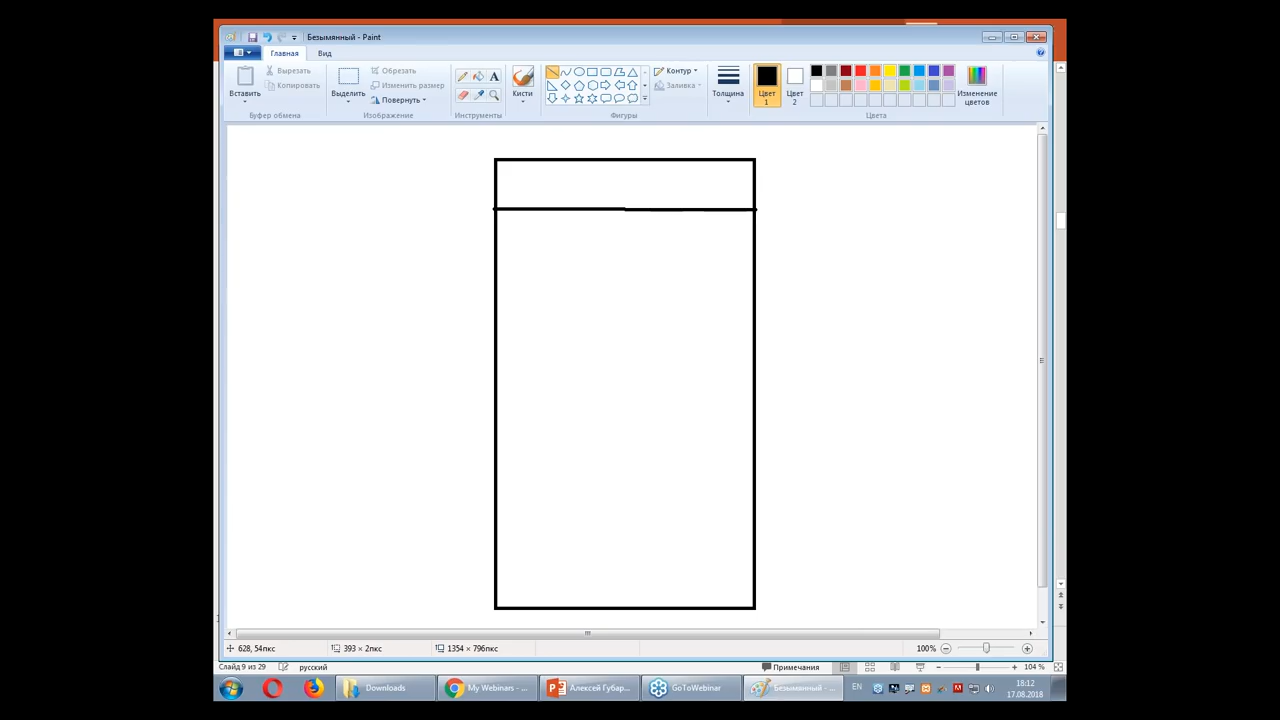 Безымянный - Paint
Главная Вид
Вставить
Вырезать
Копировать
Буфер обмена
Выделить
Обрезать
Изменить размер
Повернуть
Изображение
A
Инструменты
Кисти
Контур
Заливка
Фигуры
Толщина
Цвет 1
Цвет 2
Изменение цветов
Цвета
628, 54пкс 393 × 2пкс 1354 × 796пкс 100%
Слайд 9 из 29 русский Примечания 104 %
Downloads My Webinars - ... Алексей Губар... GoToWebinar Безымянный - ... EN 18:12
17.08.2018